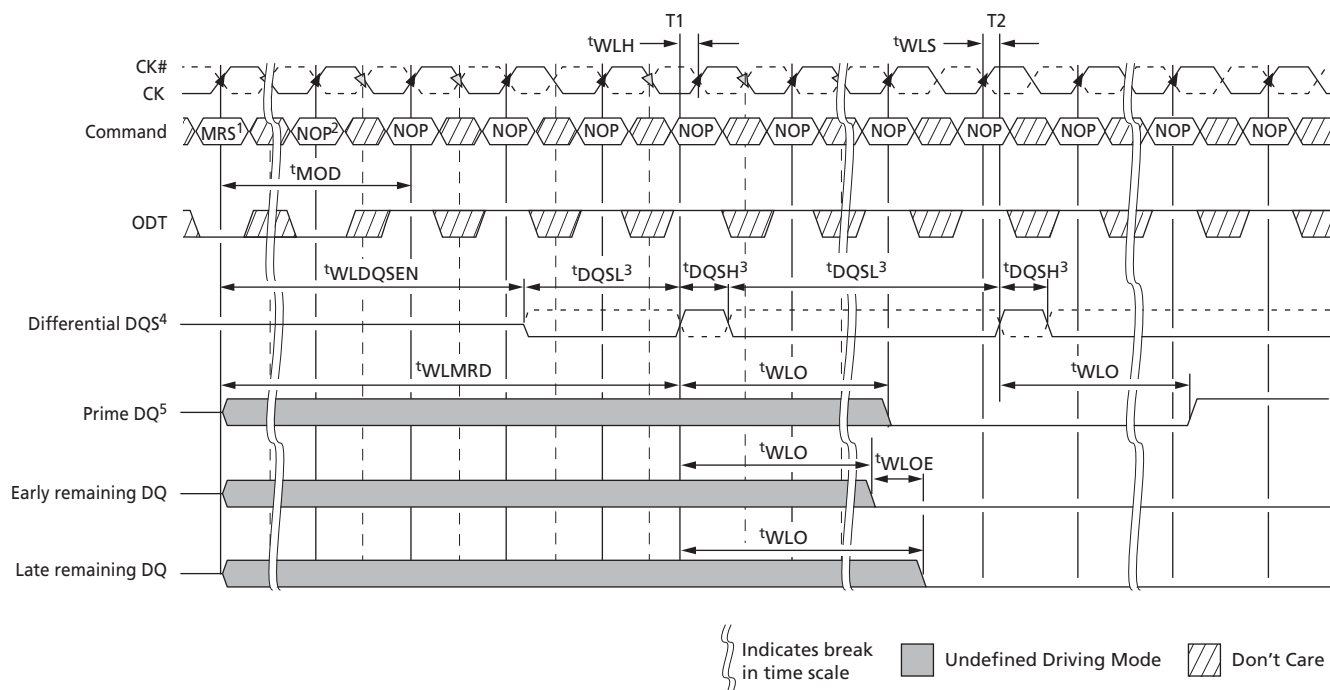 T1
T2
tWLH
tWLS
CK#
CK
Command
MRS1
NOP2
NOP
NOP
NOP
NOP
NOP
NOP
NOP
NOP
NOP
NOP
tMOD
ODT
tWLDQSEN
tDQSL3
tDQSH3
tDQSL3
tDQSH3
Differential DQS4
tWLMRD
tWLO
tWLO
Prime DQ5
tWLO
tWLOE
Early remaining DQ
tWLO
Late remaining DQ
Indicates break
in time scale
Undefined Driving Mode
Don't Care